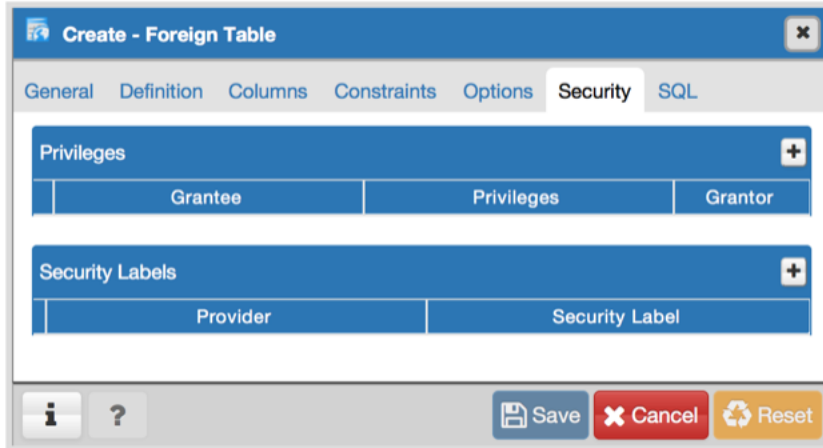 Create - Foreign Table
General Definition Columns Constraints Options Security SQL
Privileges
Grantee Privileges Grantor
Security Labels
Provider Security Label
i ? Save Cancel Reset